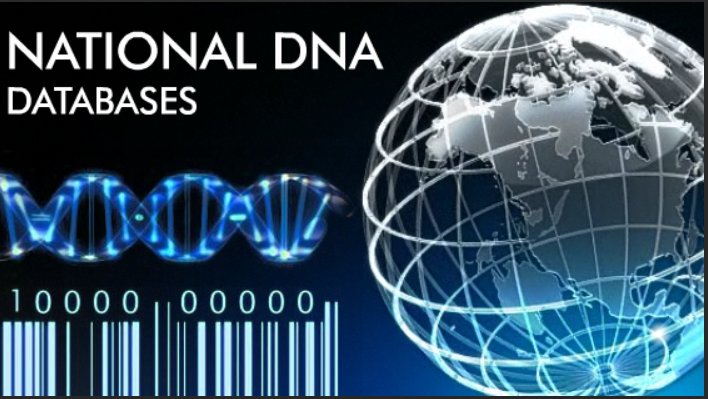 NATIONAL DNA
DATABASES
10000 00000